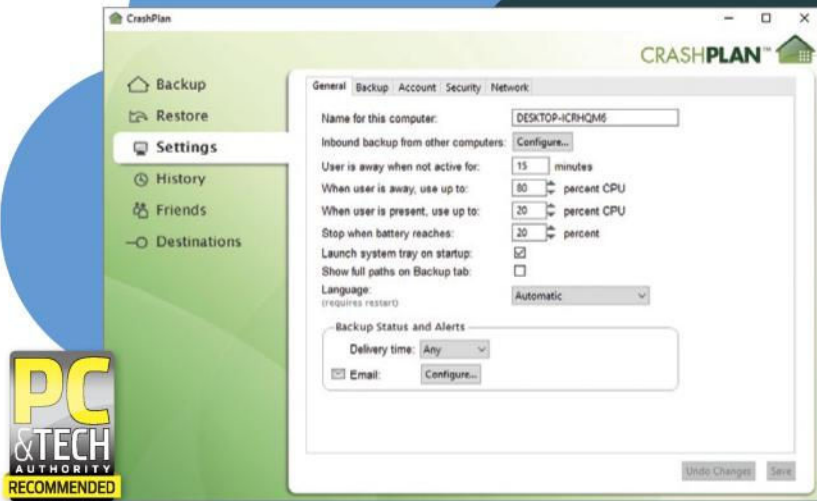 CrashPlan
CRASHPLAN™
Backup
Restore
Settings
History
Friends
Destinations
General Backup Account Security Network
Name for this computer: DESKTOP-ICRHQM6
Inbound backup from other computers: Configure...
User is away when not active for: 15 minutes
When user is away, use up to: 80 percent CPU
When user is present, use up to: 20 percent CPU
Stop when battery reaches: 20 percent
Launch system tray on startup:
Show full paths on Backup tab:
Language: Automatic
(requires restart)
Backup Status and Alerts
Delivery time: Any
Email: Configure...
Undo Changes Save
PC
&TECH
AUTHORITY
RECOMMENDED